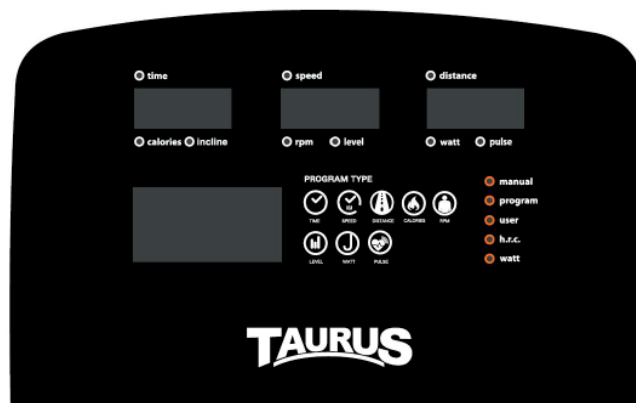 time speed distance
calories incline rpm level watt pulse
PROGRAM TYPE
TIME SPEED DISTANCE CALORIES RPM
LEVEL WATT PULSE
manual
program
user
h.r.c.
watt
TAURUS